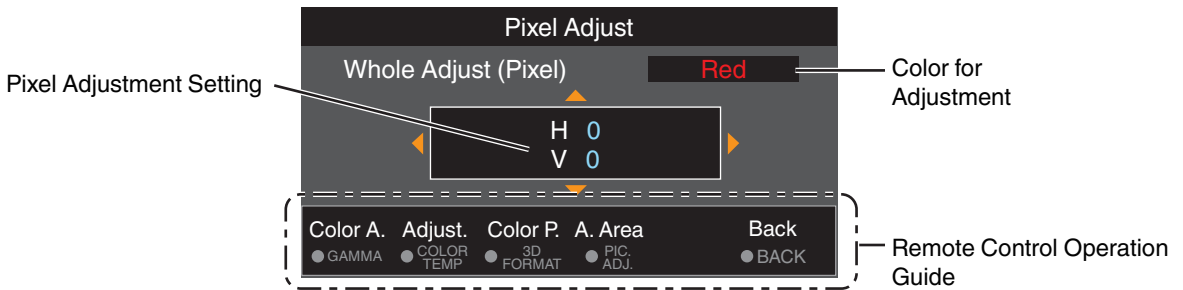 Pixel Adjust
Whole Adjust (Pixel) Red
Pixel Adjustment Setting
Color for
Adjustment
H 0
V 0
Color A. Adjust. Color P. A. Area Back
GAMMA COLOR TEMP 3D FORMAT PIC. ADJ. BACK
Remote Control Operation
Guide